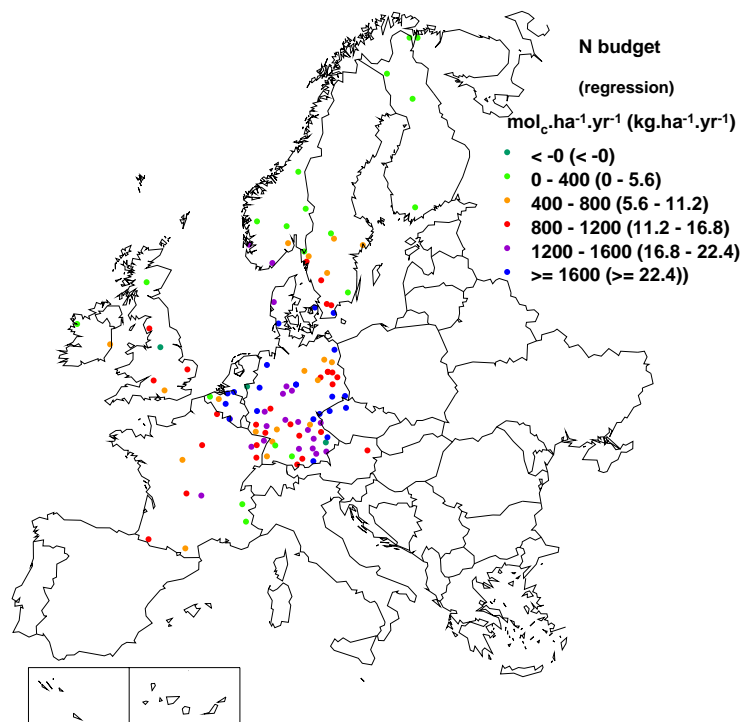 N budget
(regression)
mol_c.ha⁻¹.yr⁻¹ (kg.ha⁻¹.yr⁻¹)
< -0 (< -0)
0 - 400 (0 - 5.6)
400 - 800 (5.6 - 11.2)
800 - 1200 (11.2 - 16.8)
1200 - 1600 (16.8 - 22.4)
>= 1600 (>= 22.4))